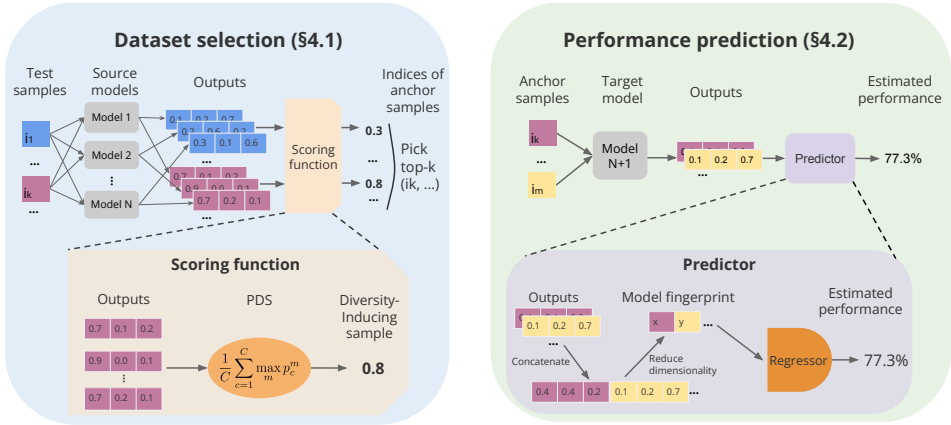 Dataset selection (§4.1)
Test
samples
Source
models
Outputs
Indices of
anchor
samples
i1
...
ik
...
Model 1
Model 2
⋮
Model N
0.1 0.2 0.7
0.2 0.6 0.2
0.3 0.1 0.6
...
0.7 0.1 0.2
0.9 0.0 0.1
0.7 0.2 0.1
...
Scoring
function
0.3
...
0.8
...
Pick
top-k
(ik, ...)
Scoring function
Outputs
0.7 0.1 0.2
0.9 0.0 0.1
⋮
0.7 0.2 0.1
PDS
1/C ∑ c=1 C max m p c m
Diversity-
Inducing
sample
0.8
Performance prediction (§4.2)
Anchor
samples
Target
model
Outputs
Estimated
performance
ik
...
im
Model
N+1
0.1 0.2 0.7
...
Predictor
77.3%
Predictor
Outputs
0.1 0.2 0.7
...
Concatenate
0.4 0.4 0.2 0.1 0.2 0.7 ...
Model fingerprint
x y ...
Reduce
dimensionality
Regressor
Estimated
performance
77.3%